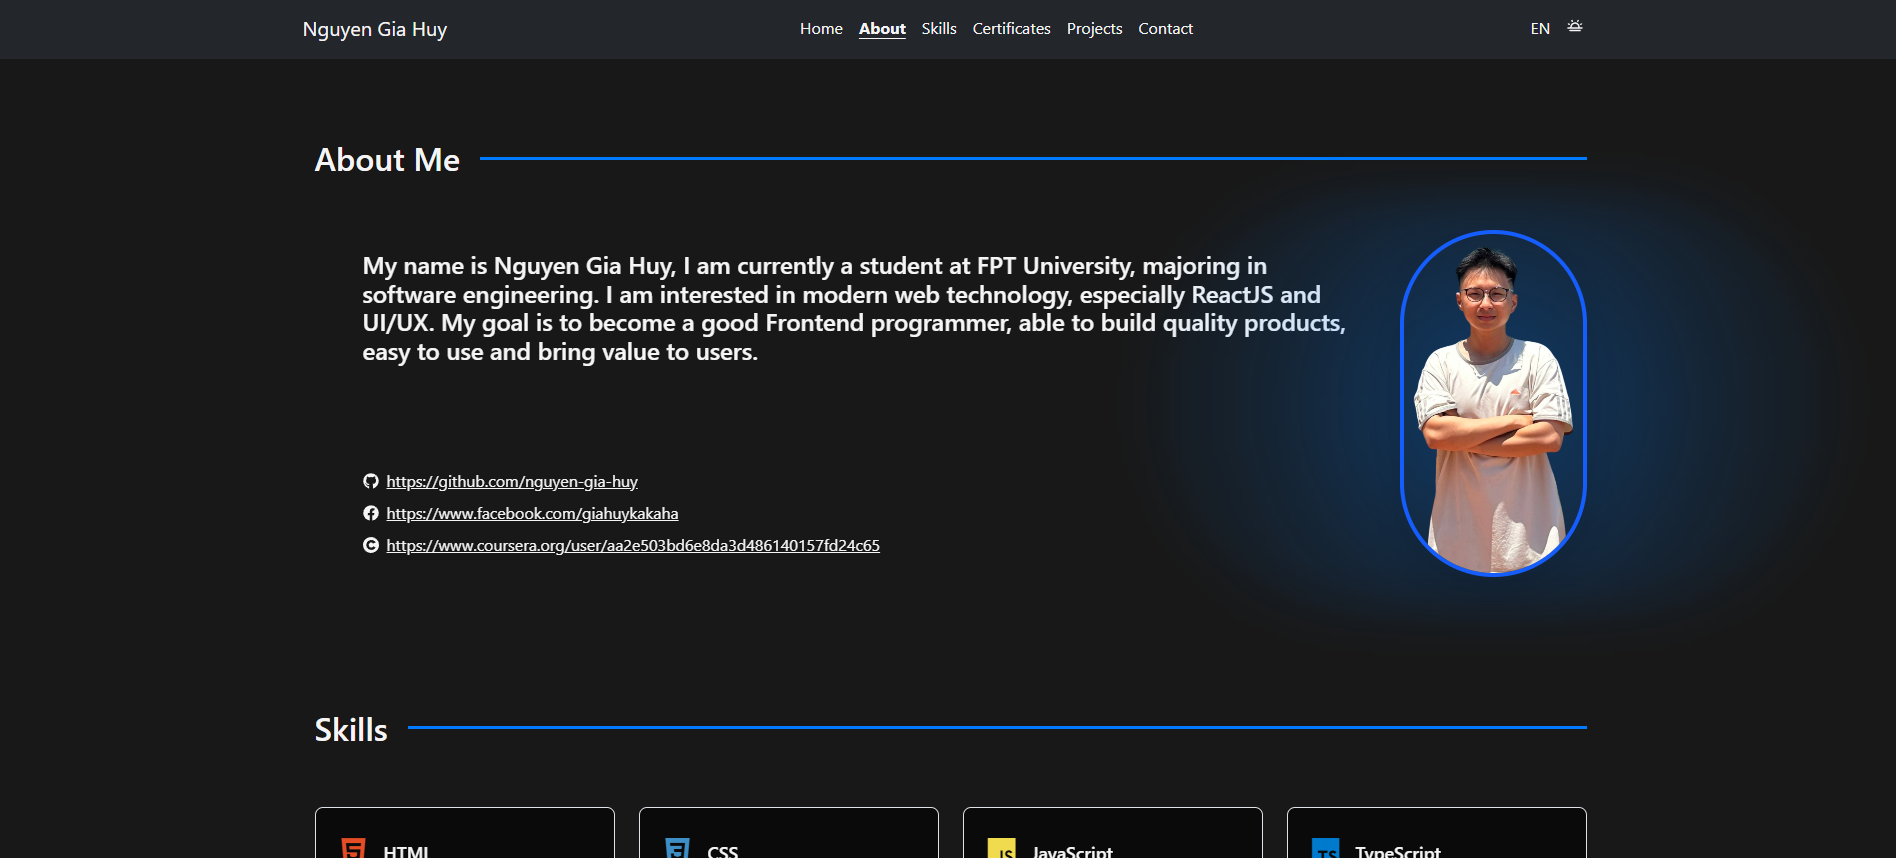 Nguyen Gia Huy
Home About Skills Certificates Projects Contact
EN
About Me
My name is Nguyen Gia Huy, I am currently a student at FPT University, majoring in
software engineering. I am interested in modern web technology, especially ReactJS and
UI/UX. My goal is to become a good Frontend programmer, able to build quality products,
easy to use and bring value to users.
https://github.com/nguyen-gia-huy
https://www.facebook.com/giahuykakaha
https://www.coursera.org/user/aa2e503bd6e8da3d486140157fd24c65
Skills
HTML
CSS
JS JavaScript
TS TypeScript